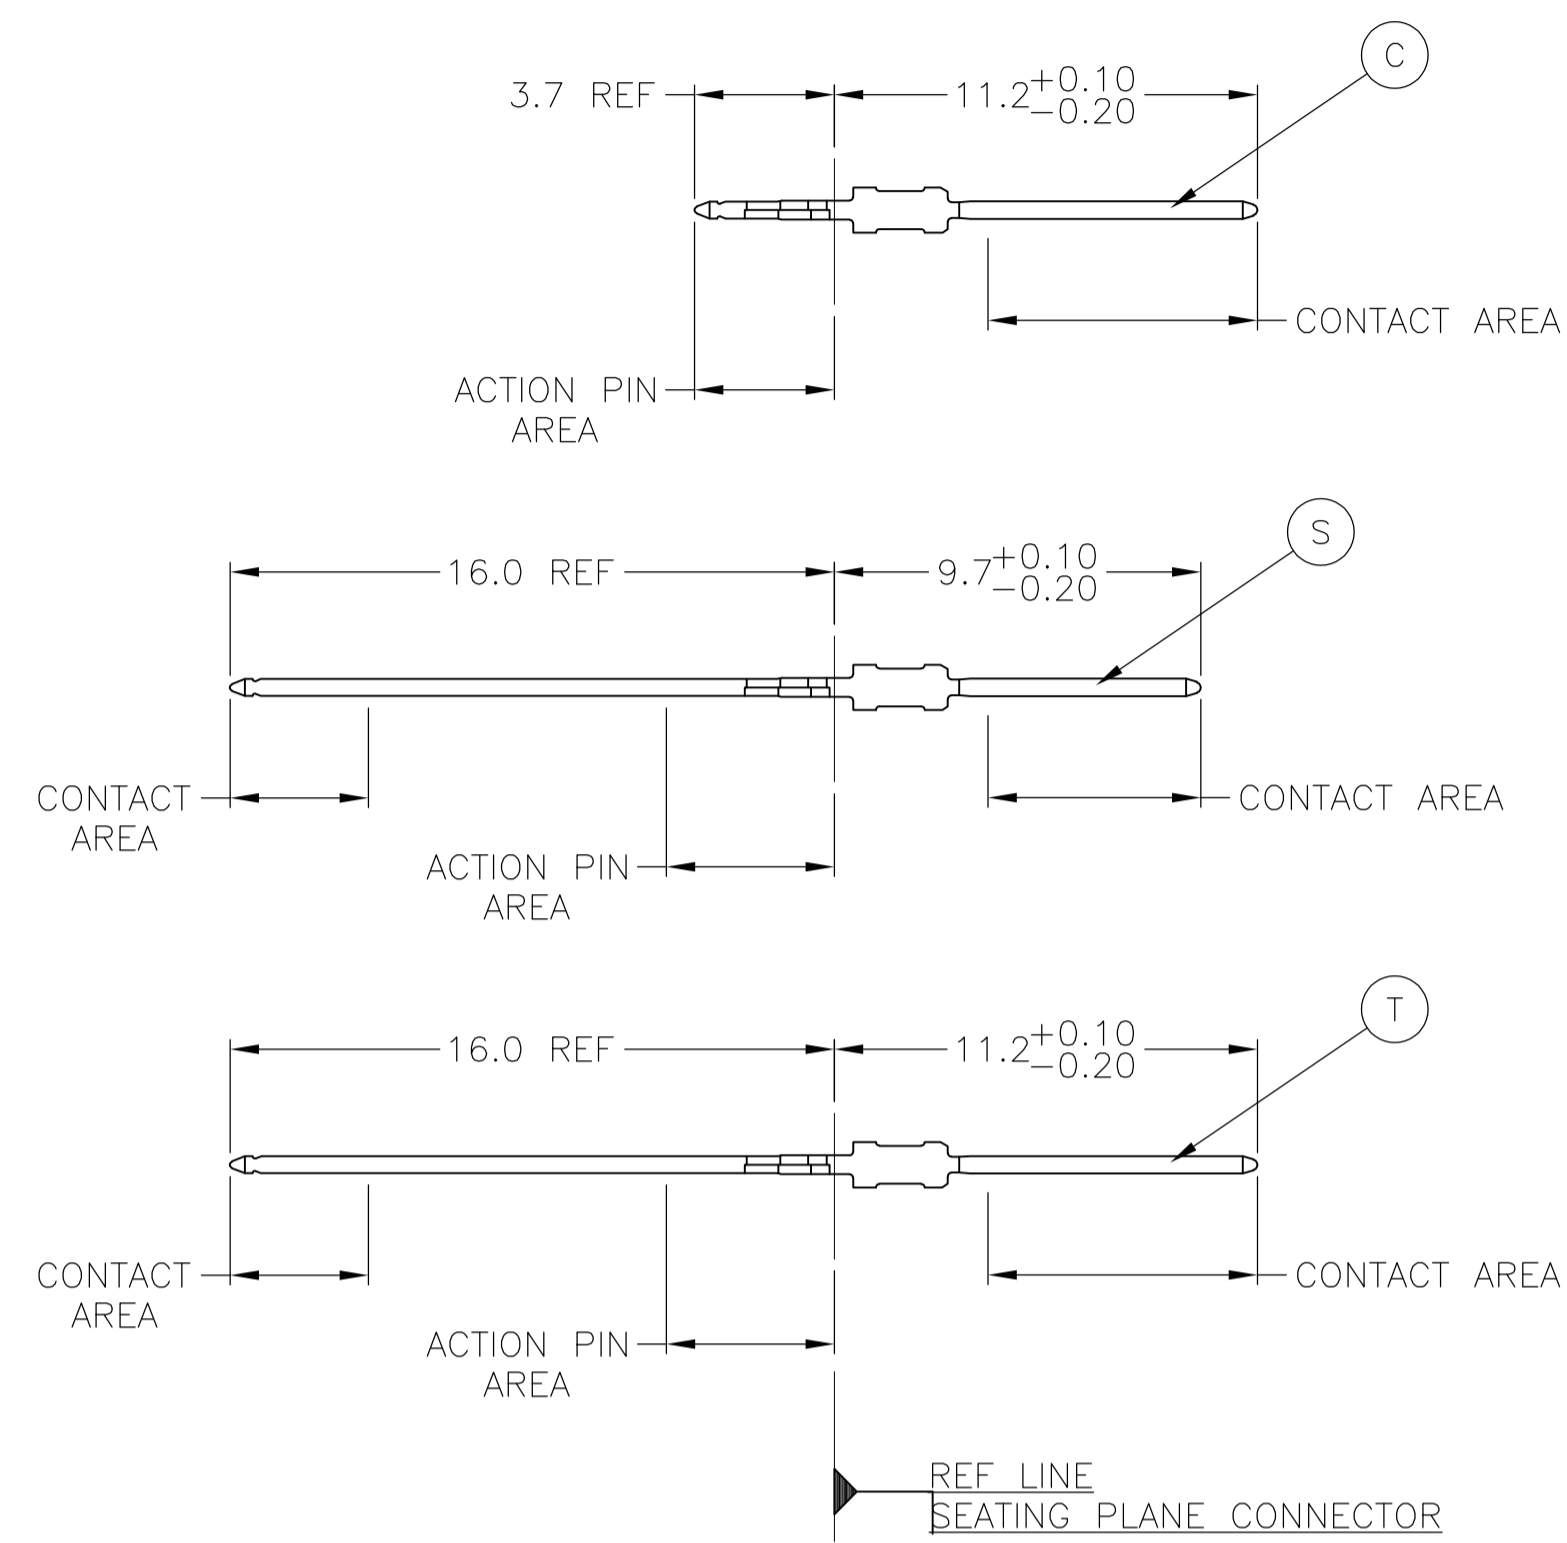 C
3.7 REF
11.2 +0.10
-0.20
CONTACT AREA
ACTION PIN
AREA
S
16.0 REF
9.7 +0.10
-0.20
CONTACT
AREA
CONTACT AREA
ACTION PIN
AREA
T
16.0 REF
11.2 +0.10
-0.20
CONTACT
AREA
CONTACT AREA
ACTION PIN
AREA
REF LINE
SEATING PLANE CONNECTOR